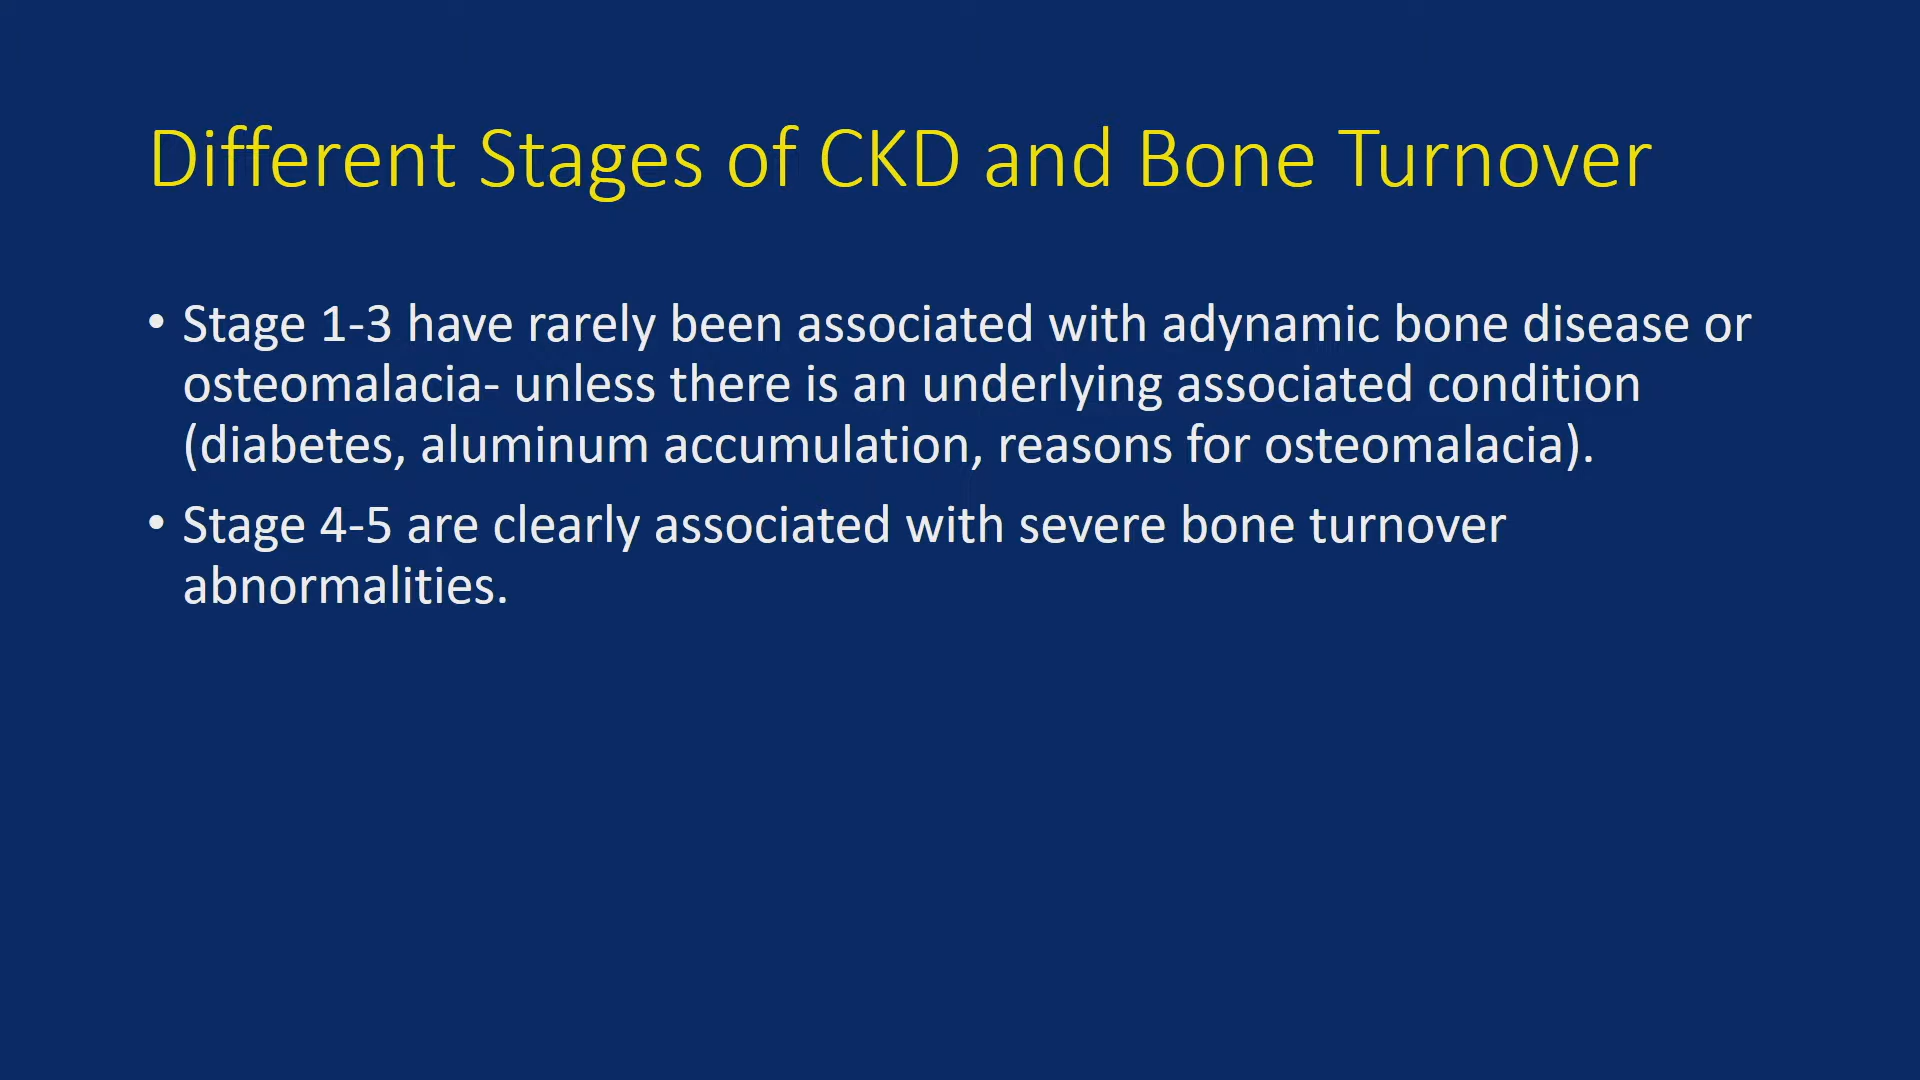 Different Stages of CKD and Bone Turnover
• Stage 1-3 have rarely been associated with adynamic bone disease or
osteomalacia- unless there is an underlying associated condition
(diabetes, aluminum accumulation, reasons for osteomalacia).
• Stage 4-5 are clearly associated with severe bone turnover
abnormalities.